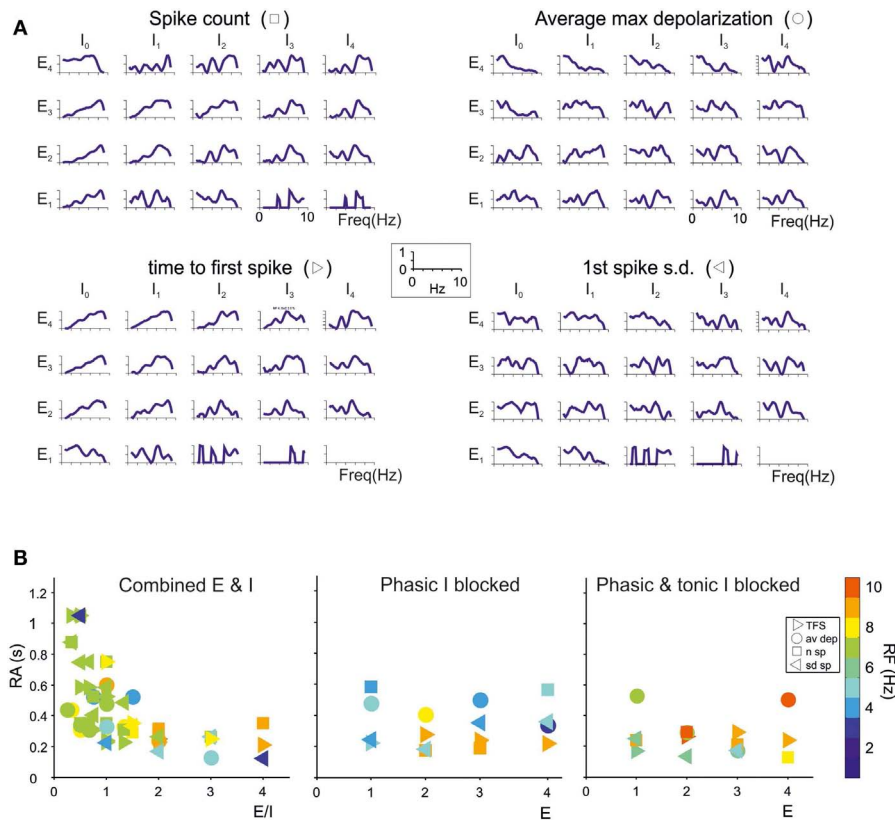 A
Spike count (□)
Average max depolarization (○)
I0 I1 I2 I3 I4
I0 I1 I2 I3 I4
E4
E4
E3
E3
E2
E2
E1
E1
0 10
Freq(Hz)
0 10
Freq(Hz)
time to first spike (▷)
1st spike s.d. (◁)
1
0
0 10
Hz
I0 I1 I2 I3 I4
I0 I1 I2 I3 I4
E4
E4
E3
E3
E2
E2
E1
E1
Freq(Hz)
Freq(Hz)
B
Combined E & I
Phasic I blocked
Phasic & tonic I blocked
RA (s)
1.2
1
0.8
0.6
0.4
0.2
0
0 1 2 3 4
E/I
0 1 2 3 4
E
0 1 2 3 4
E
▷ TFS
○ av dep
□ n sp
◁ sd sp
10
8
6
4
2
0
RF (Hz)